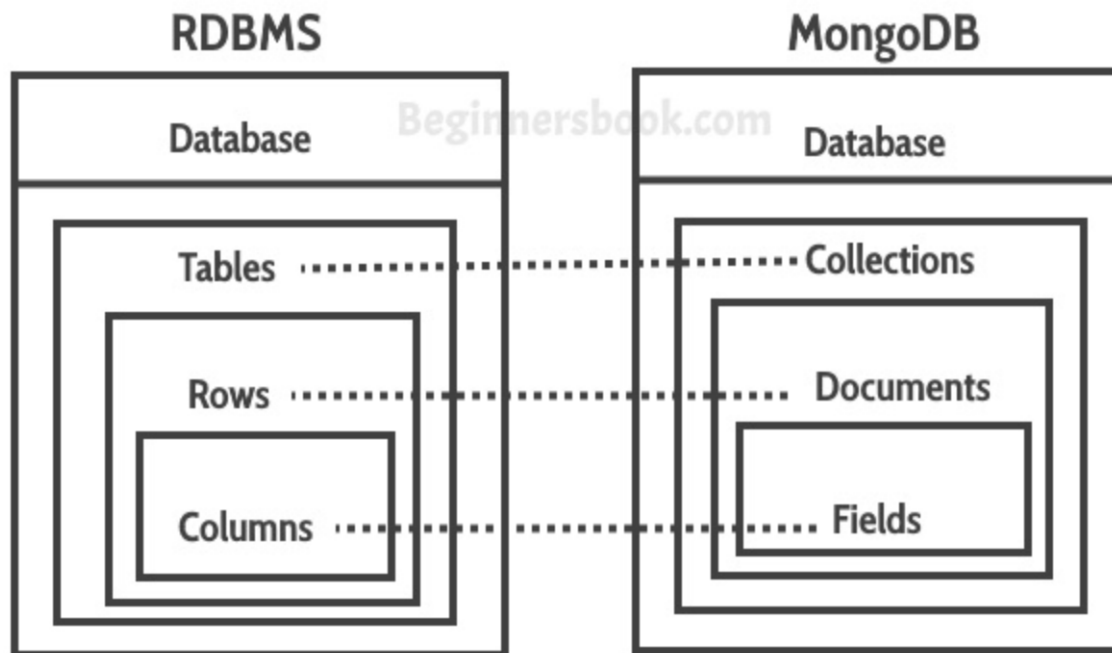 RDBMS
MongoDB
Beginnersbook.com
Database
Database
Tables
Collections
Rows
Documents
Columns
Fields